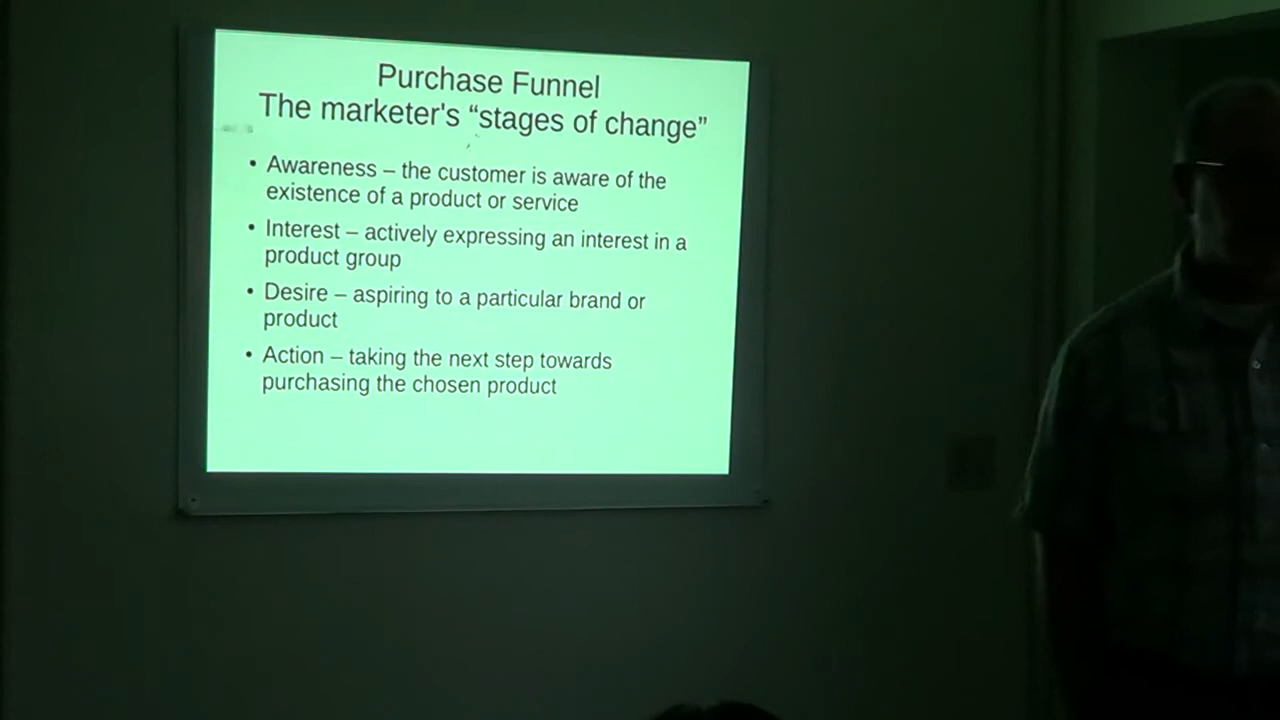 Purchase Funnel
The marketer's “stages of change”
• Awareness – the customer is aware of the
existence of a product or service
• Interest – actively expressing an interest in a
product group
• Desire – aspiring to a particular brand or
product
• Action – taking the next step towards
purchasing the chosen product